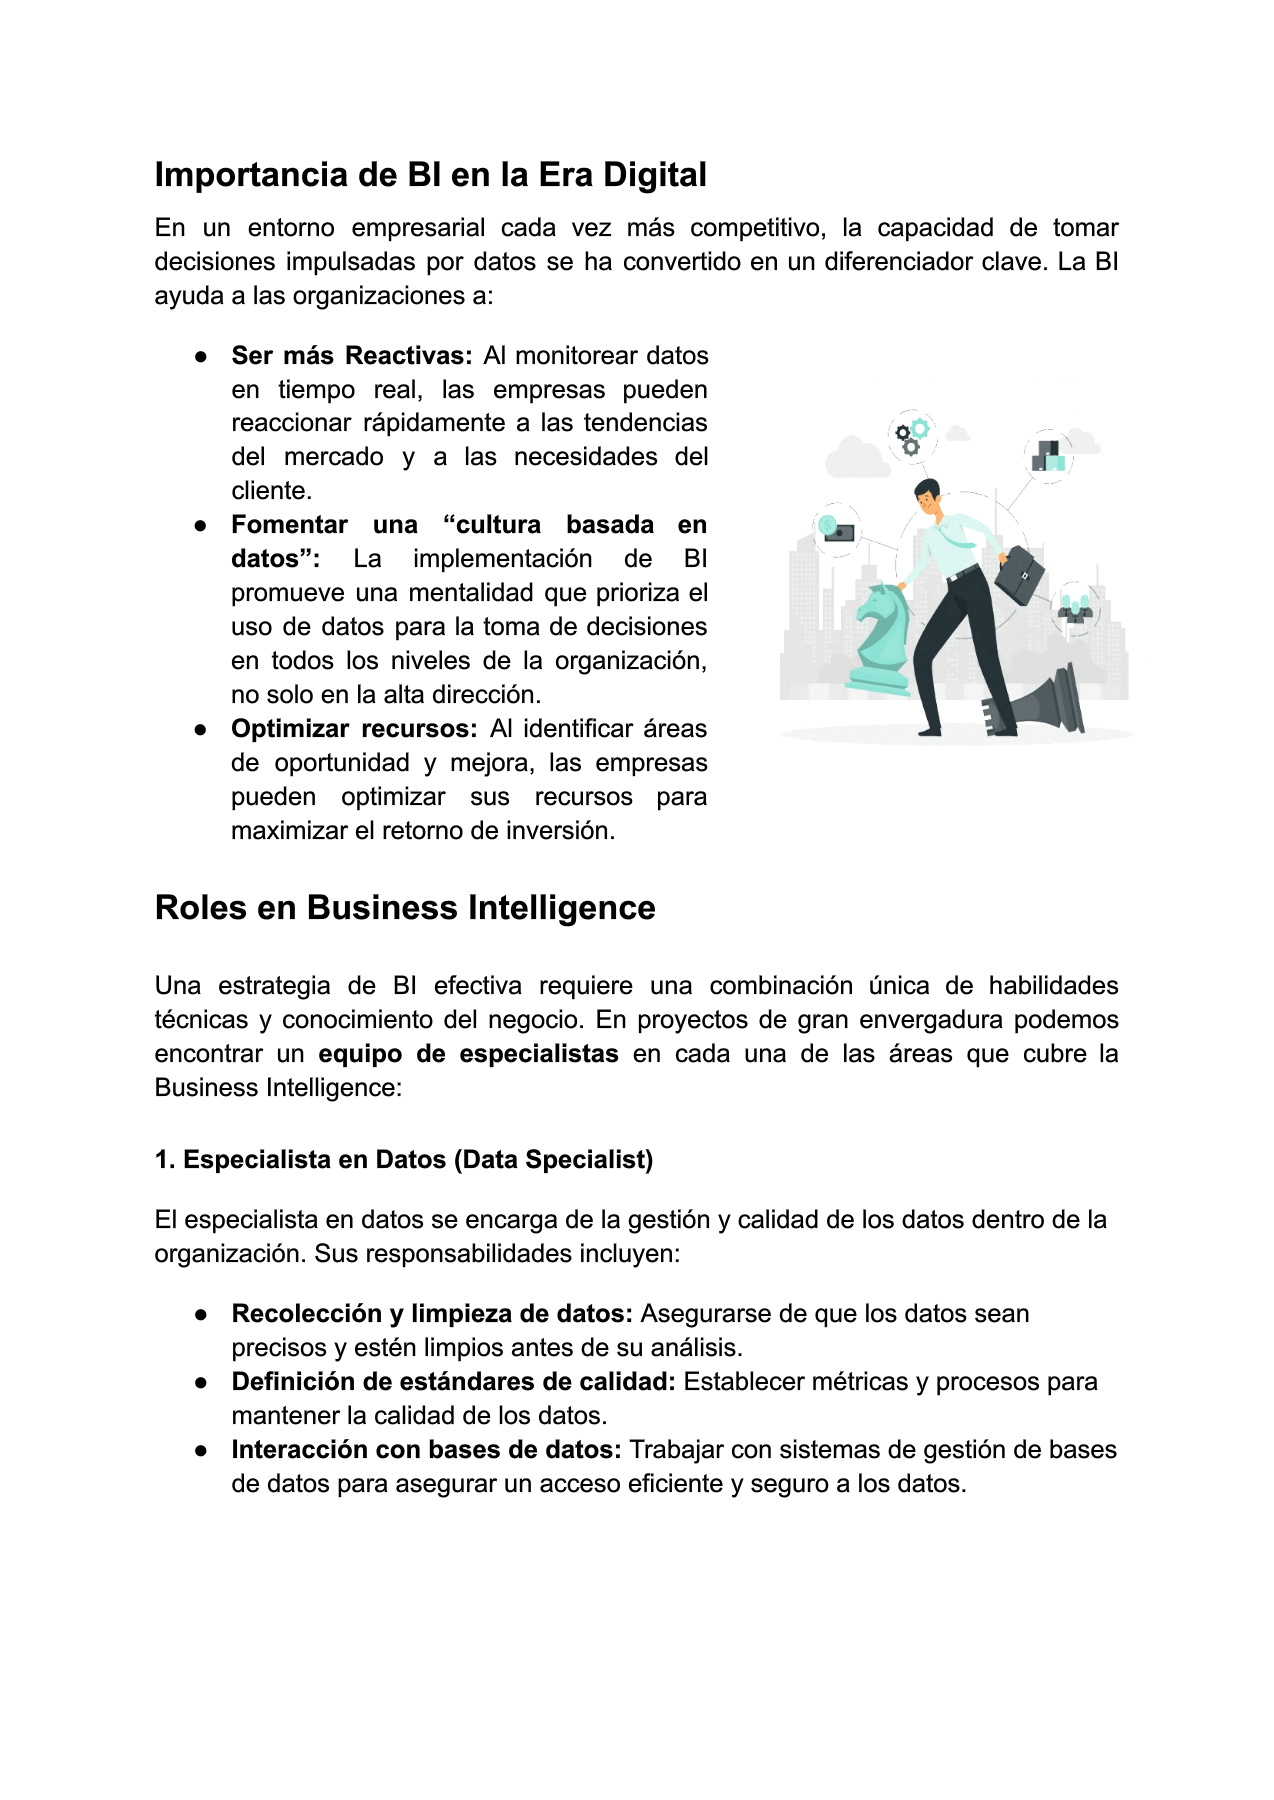 Importancia de BI en la Era Digital
En un entorno empresarial cada vez más competitivo, la capacidad de tomar
decisiones impulsadas por datos se ha convertido en un diferenciador clave. La BI
ayuda a las organizaciones a:
● Ser más Reactivas: Al monitorear datos
en tiempo real, las empresas pueden
reaccionar rápidamente a las tendencias
del mercado y a las necesidades del
cliente.
● Fomentar una “cultura basada en
datos”: La implementación de BI
promueve una mentalidad que prioriza el
uso de datos para la toma de decisiones
en todos los niveles de la organización,
no solo en la alta dirección.
● Optimizar recursos: Al identificar áreas
de oportunidad y mejora, las empresas
pueden optimizar sus recursos para
maximizar el retorno de inversión.
Roles en Business Intelligence
Una estrategia de BI efectiva requiere una combinación única de habilidades
técnicas y conocimiento del negocio. En proyectos de gran envergadura podemos
encontrar un equipo de especialistas en cada una de las áreas que cubre la
Business Intelligence:
1. Especialista en Datos (Data Specialist)
El especialista en datos se encarga de la gestión y calidad de los datos dentro de la
organización. Sus responsabilidades incluyen:
● Recolección y limpieza de datos: Asegurarse de que los datos sean
precisos y estén limpios antes de su análisis.
● Definición de estándares de calidad: Establecer métricas y procesos para
mantener la calidad de los datos.
● Interacción con bases de datos: Trabajar con sistemas de gestión de bases
de datos para asegurar un acceso eficiente y seguro a los datos.